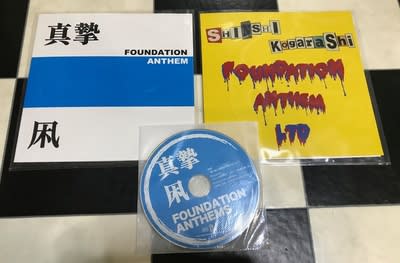 真摯
FOUNDATION
ANTHEM
凩
SHINSHI
KogaraShi
FOUNDATION
ANTHEM
LTD
真摯
凩
FOUNDATION
ANTHEMS